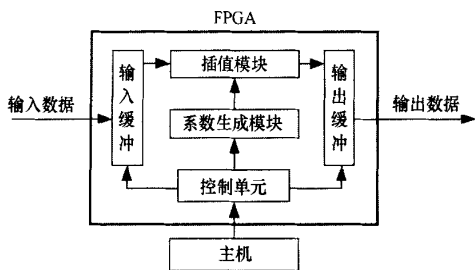 FPGA
输入数据
输入缓冲
插值模块
系数生成模块
控制单元
输出缓冲
输出数据
主机